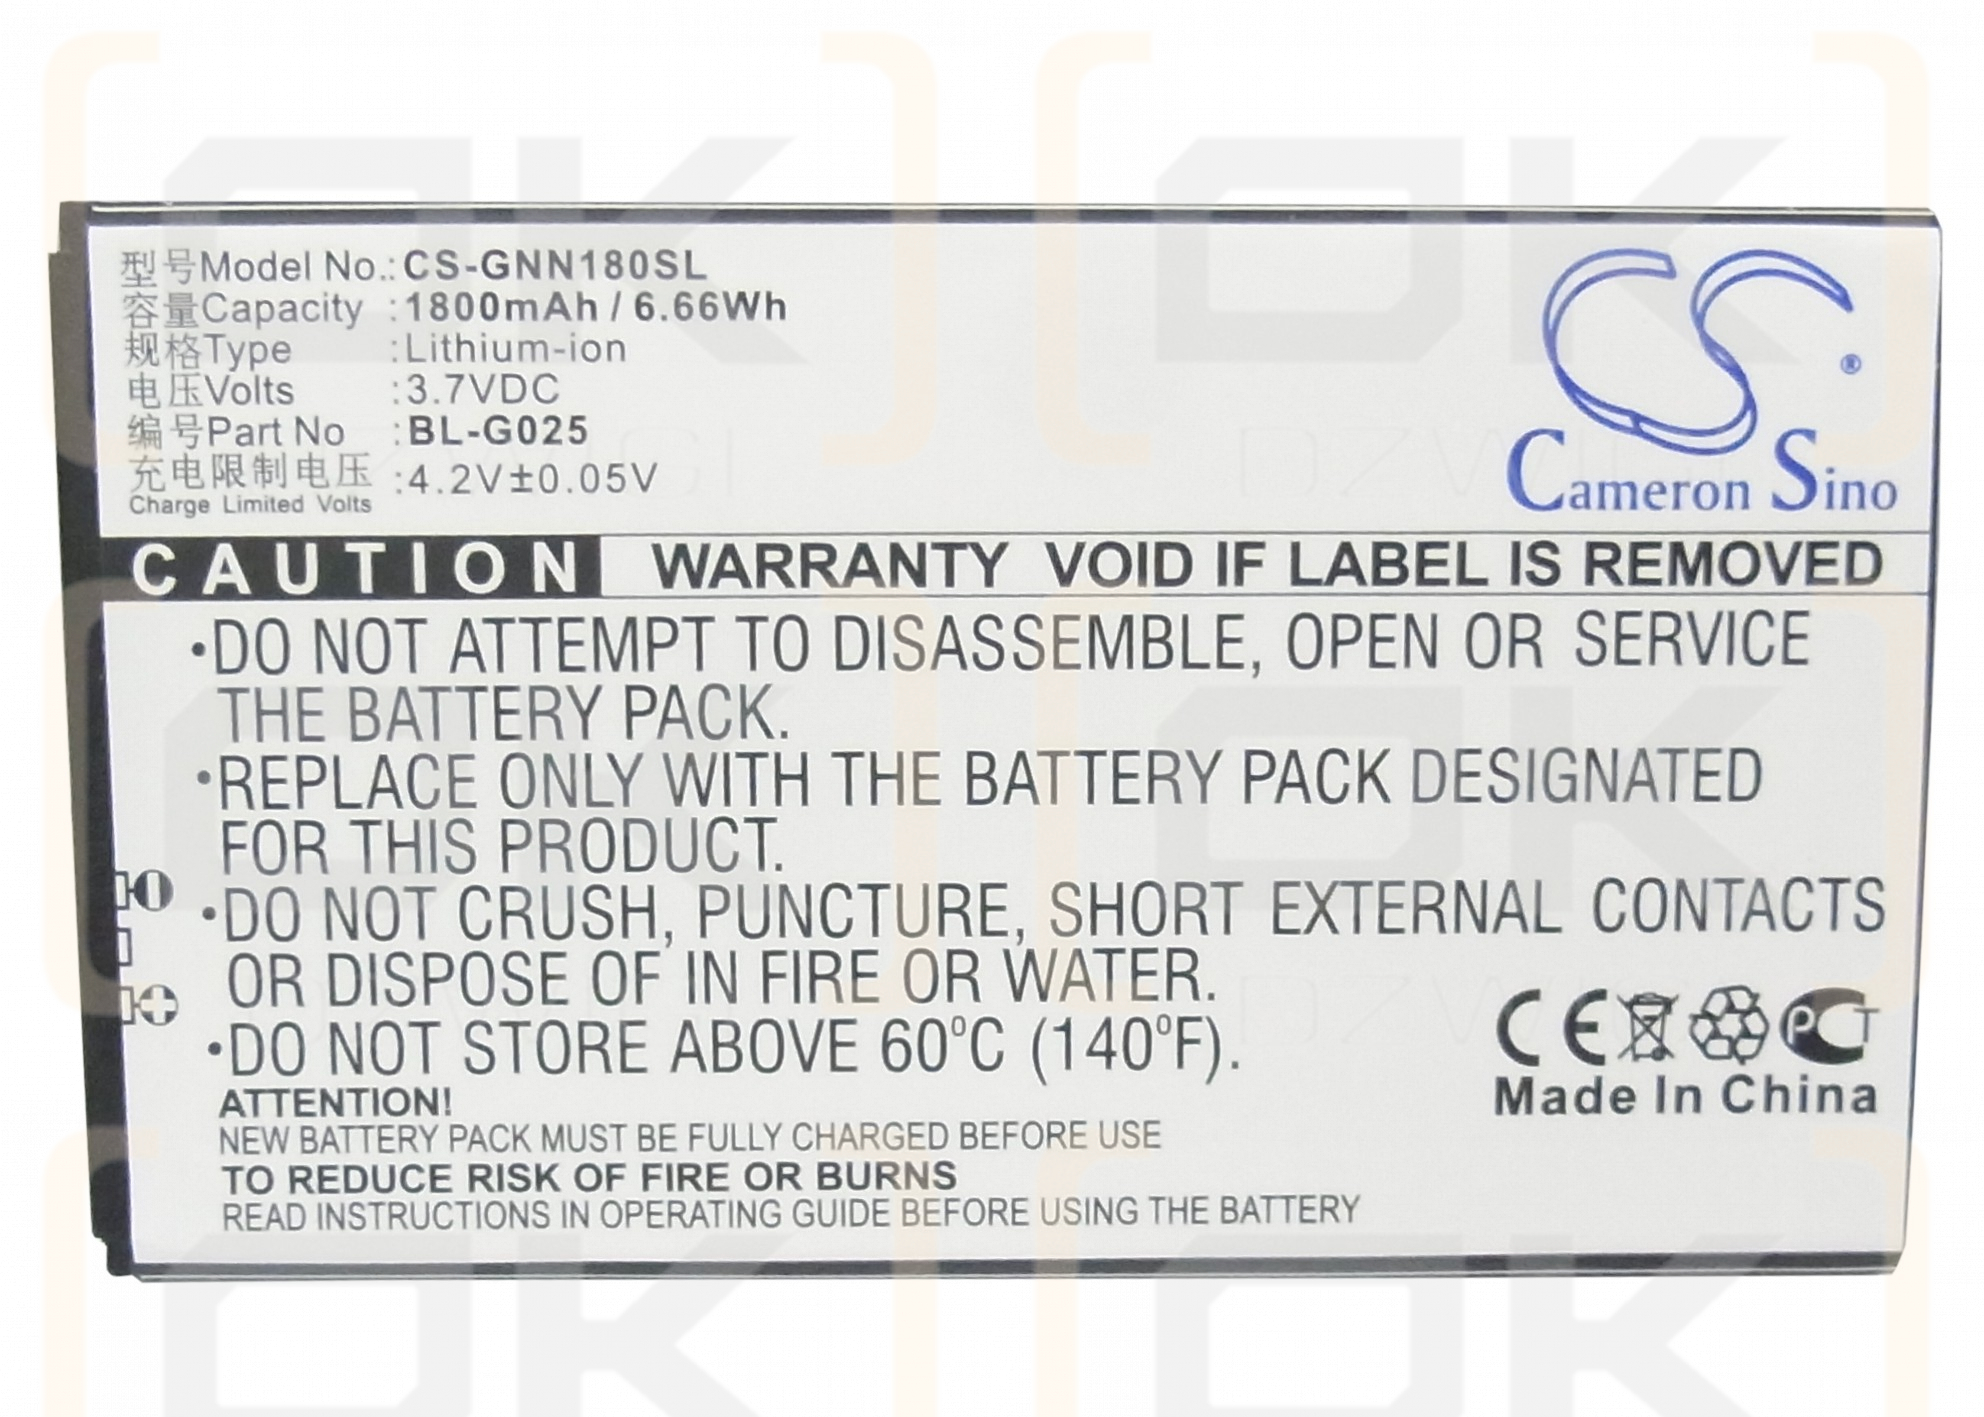 型号Model No.: CS-GNN180SL
容量Capacity : 1800mAh / 6.66Wh
规格Type : Lithium-ion
电压Volts : 3.7VDC
编号Part No : BL-G025
充电限制电压 : 4.2V±0.05V
Charge Limited Volts
CS ®
Cameron Sino
CAUTION WARRANTY VOID IF LABEL IS REMOVED
•DO NOT ATTEMPT TO DISASSEMBLE, OPEN OR SERVICE
THE BATTERY PACK.
•REPLACE ONLY WITH THE BATTERY PACK DESIGNATED
FOR THIS PRODUCT.
•DO NOT CRUSH, PUNCTURE, SHORT EXTERNAL CONTACTS
OR DISPOSE OF IN FIRE OR WATER.
•DO NOT STORE ABOVE 60°C (140°F).
CE PCT
Made In China
ATTENTION!
NEW BATTERY PACK MUST BE FULLY CHARGED BEFORE USE
TO REDUCE RISK OF FIRE OR BURNS
READ INSTRUCTIONS IN OPERATING GUIDE BEFORE USING THE BATTERY